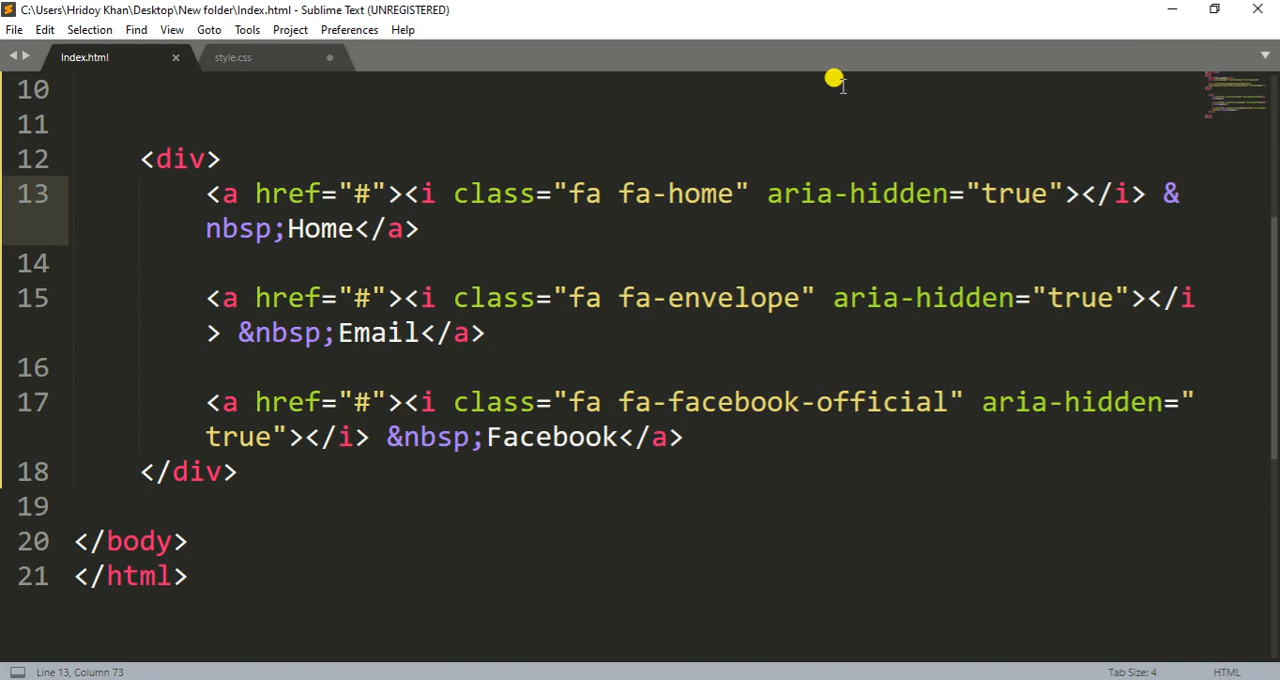 C:\Users\Hridoy Khan\Desktop\New folder\Index.html - Sublime Text (UNREGISTERED)
File Edit Selection Find View Goto Tools Project Preferences Help
Index.html × style.css
10
11
12 <div>
13 <a href="#"><i class="fa fa-home" aria-hidden="true"></i> &
nbsp;Home</a>
14
15 <a href="#"><i class="fa fa-envelope" aria-hidden="true"></i
> &nbsp;Email</a>
16
17 <a href="#"><i class="fa fa-facebook-official" aria-hidden="
true"></i> &nbsp;Facebook</a>
18 </div>
19
20 </body>
21 </html>
Line 13, Column 73 Tab Size: 4 HTML